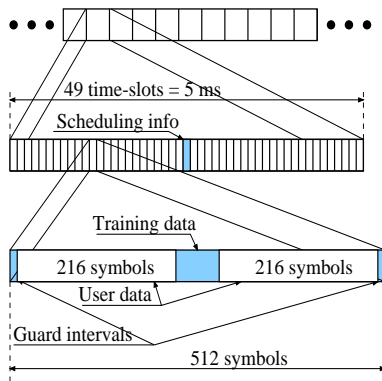 49 time-slots = 5 ms
Scheduling info
Training data
216 symbols
216 symbols
User data
Guard intervals
512 symbols